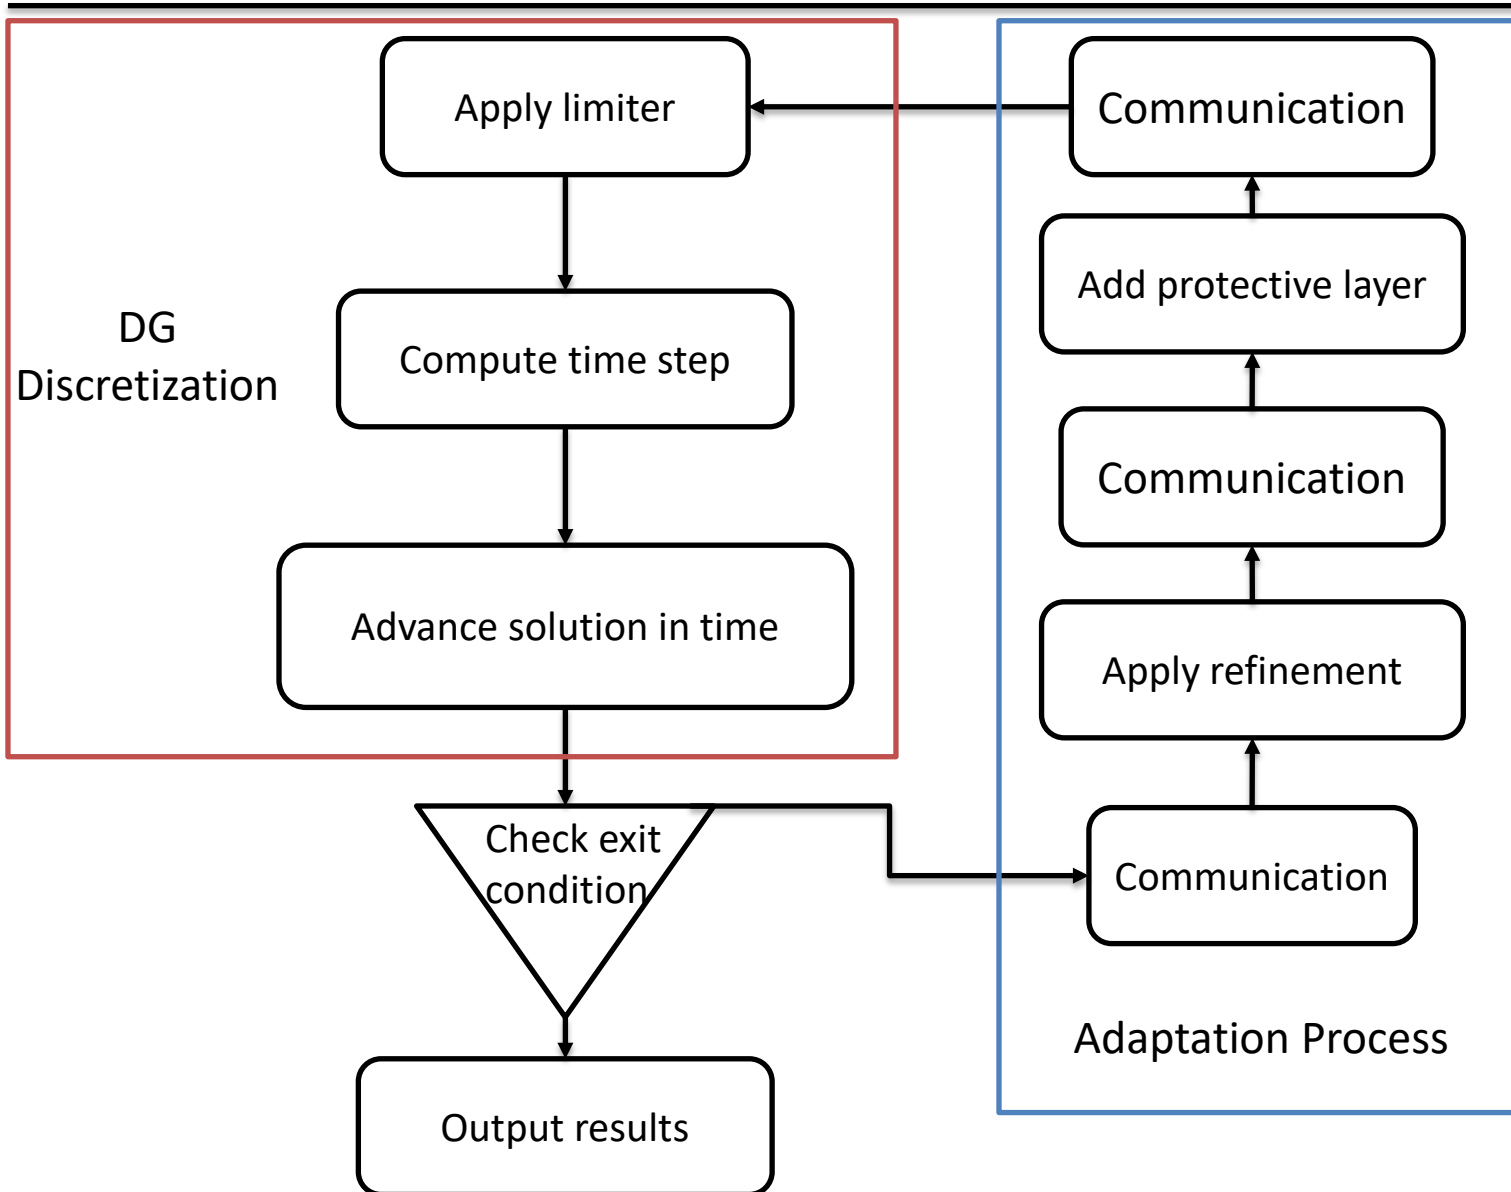 Apply limiter
Communication
Add protective layer
DG
Discretization
Compute time step
Communication
Advance solution in time
Apply refinement
Check exit
condition
Communication
Adaptation Process
Output results